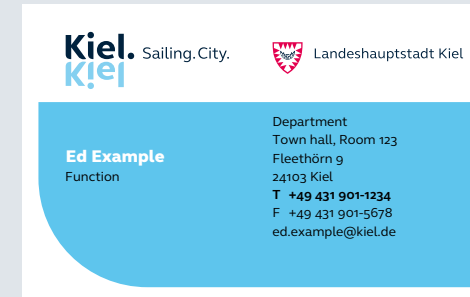 Kiel. Sailing.City.
Kiel
Landeshauptstadt Kiel
Ed Example
Function
Department
Town hall, Room 123
Fleethörn 9
24103 Kiel
T +49 431 901-1234
F +49 431 901-5678
ed.example@kiel.de